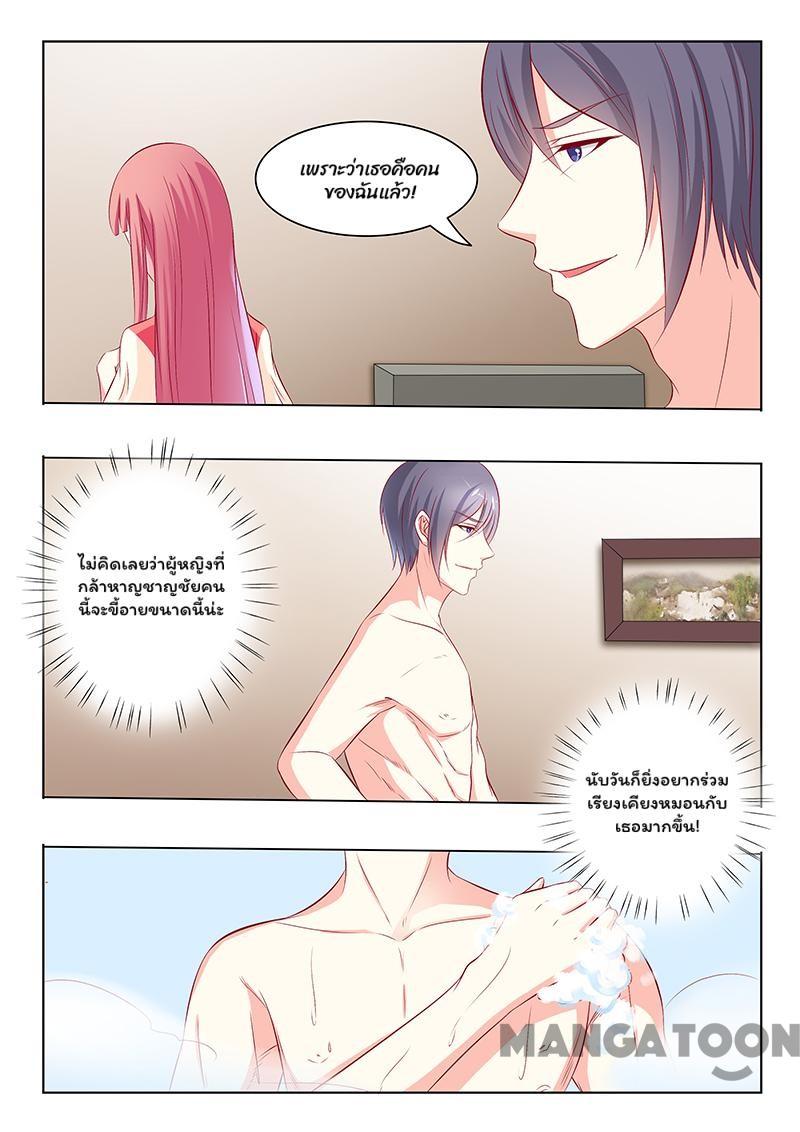 เพราะว่าเธอคือคน
ของฉันแล้ว!
ไม่คิดเลยว่าผู้หญิงที่
กล้าหาญชาญชัยคน
นี้จะขี้อายขนาดนี้น่ะ
นับวันก็ยิ่งอยากร่วม
เรียงเคียงหมอนกับ
เธอมากขึ้น!
MANGATOON